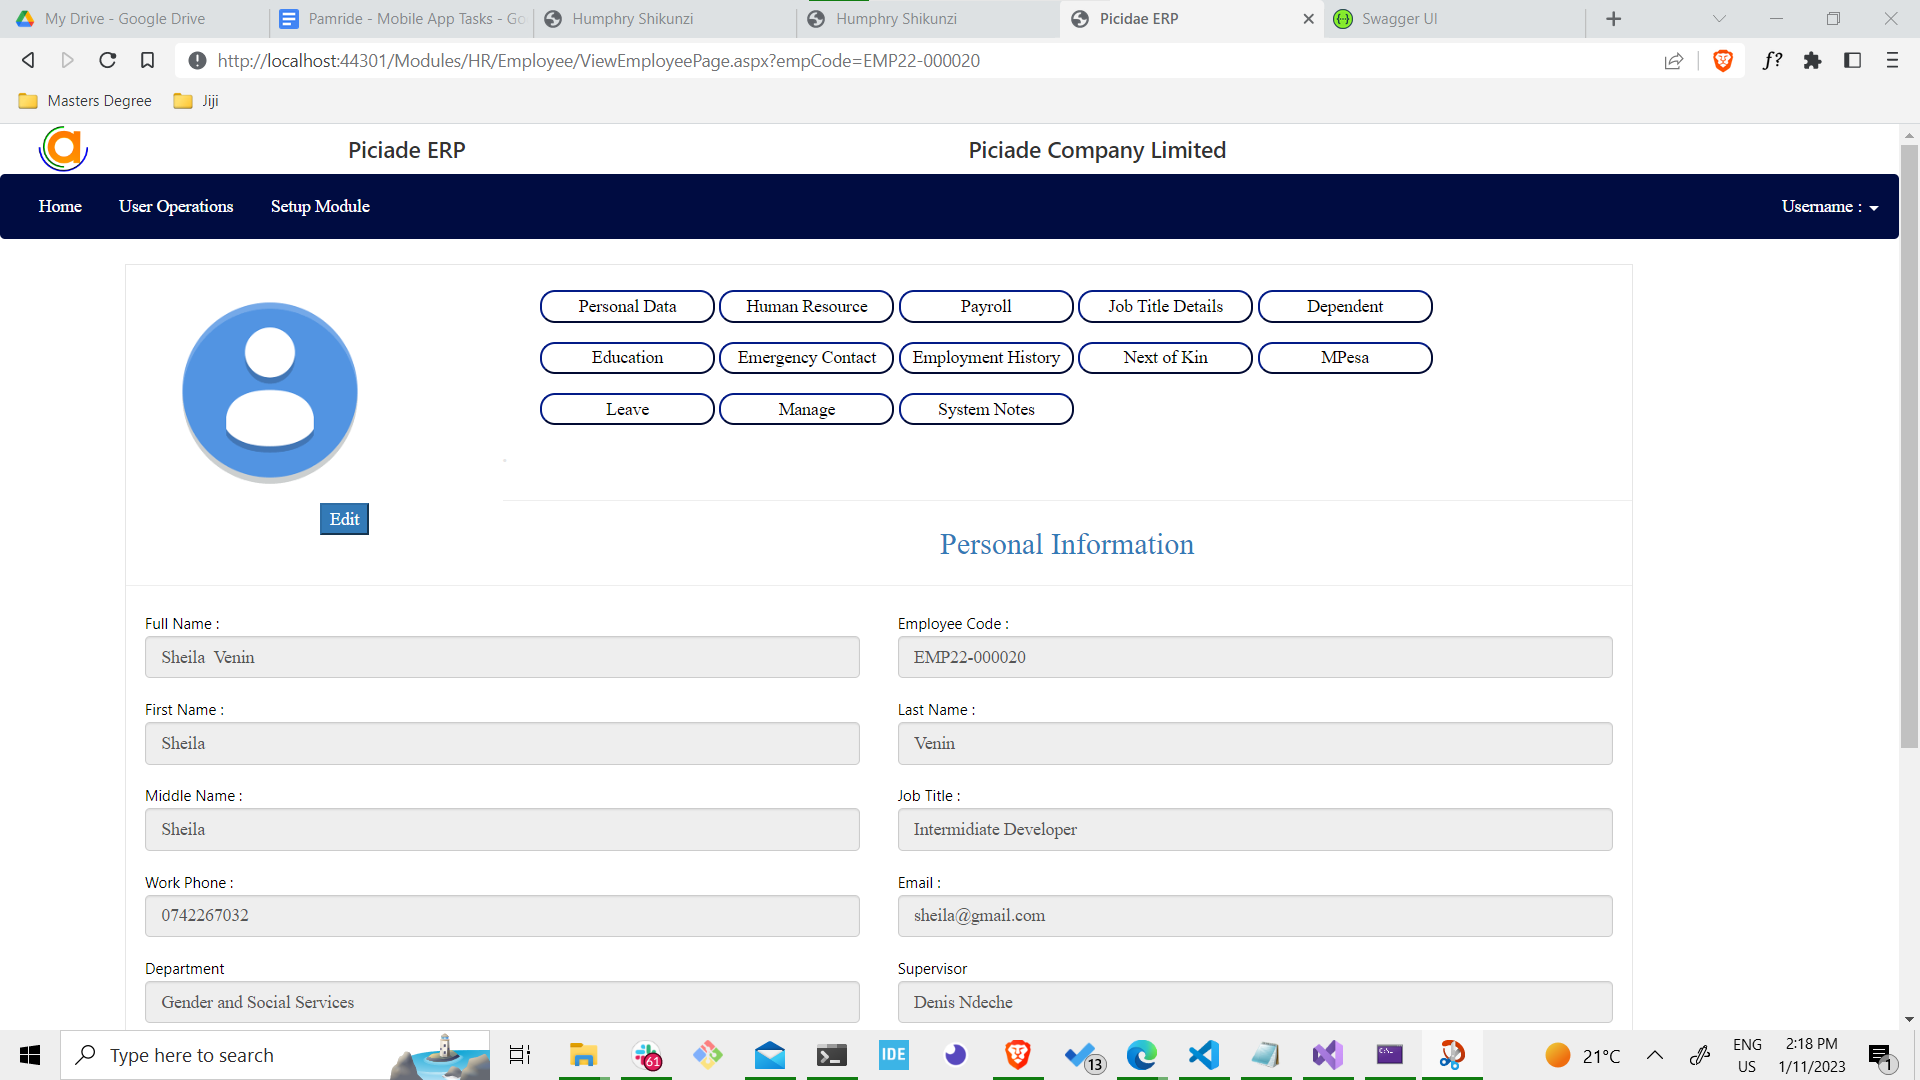 My Drive - Google Drive
Pamride - Mobile App Tasks - Go
Humphry Shikunzi
Humphry Shikunzi
Picidae ERP
Swagger UI
http://localhost:44301/Modules/HR/Employee/ViewEmployeePage.aspx?empCode=EMP22-000020
f?
Masters Degree
Jiji
Piciade ERP
Piciade Company Limited
Home
User Operations
Setup Module
Username :
Personal Data
Human Resource
Payroll
Job Title Details
Dependent
Education
Emergency Contact
Employment History
Next of Kin
MPesa
Leave
Manage
System Notes
Edit
Personal Information
Full Name :
Employee Code :
Sheila  Venin
EMP22-000020
First Name :
Last Name :
Sheila
Venin
Middle Name :
Job Title :
Sheila
Intermidiate Developer
Work Phone :
Email :
0742267032
sheila@gmail.com
Department
Supervisor
Gender and Social Services
Denis Ndeche
Type here to search
61
IDE
13
21°C
ENG
US
2:18 PM
1/11/2023
1